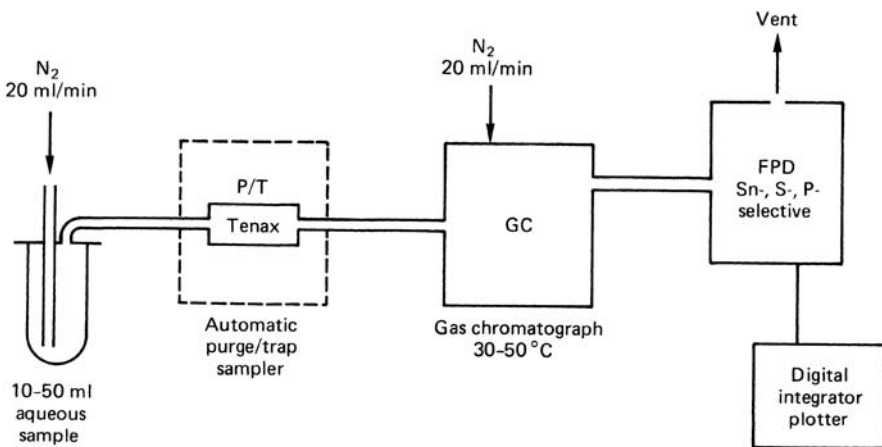 N2
20 ml/min
10-50 ml
aqueous
sample
P/T
Tenax
Automatic
purge/trap
sampler
N2
20 ml/min
GC
Gas chromatograph
30-50 °C
Vent
FPD
Sn-, S-, P-
selective
Digital
integrator
plotter